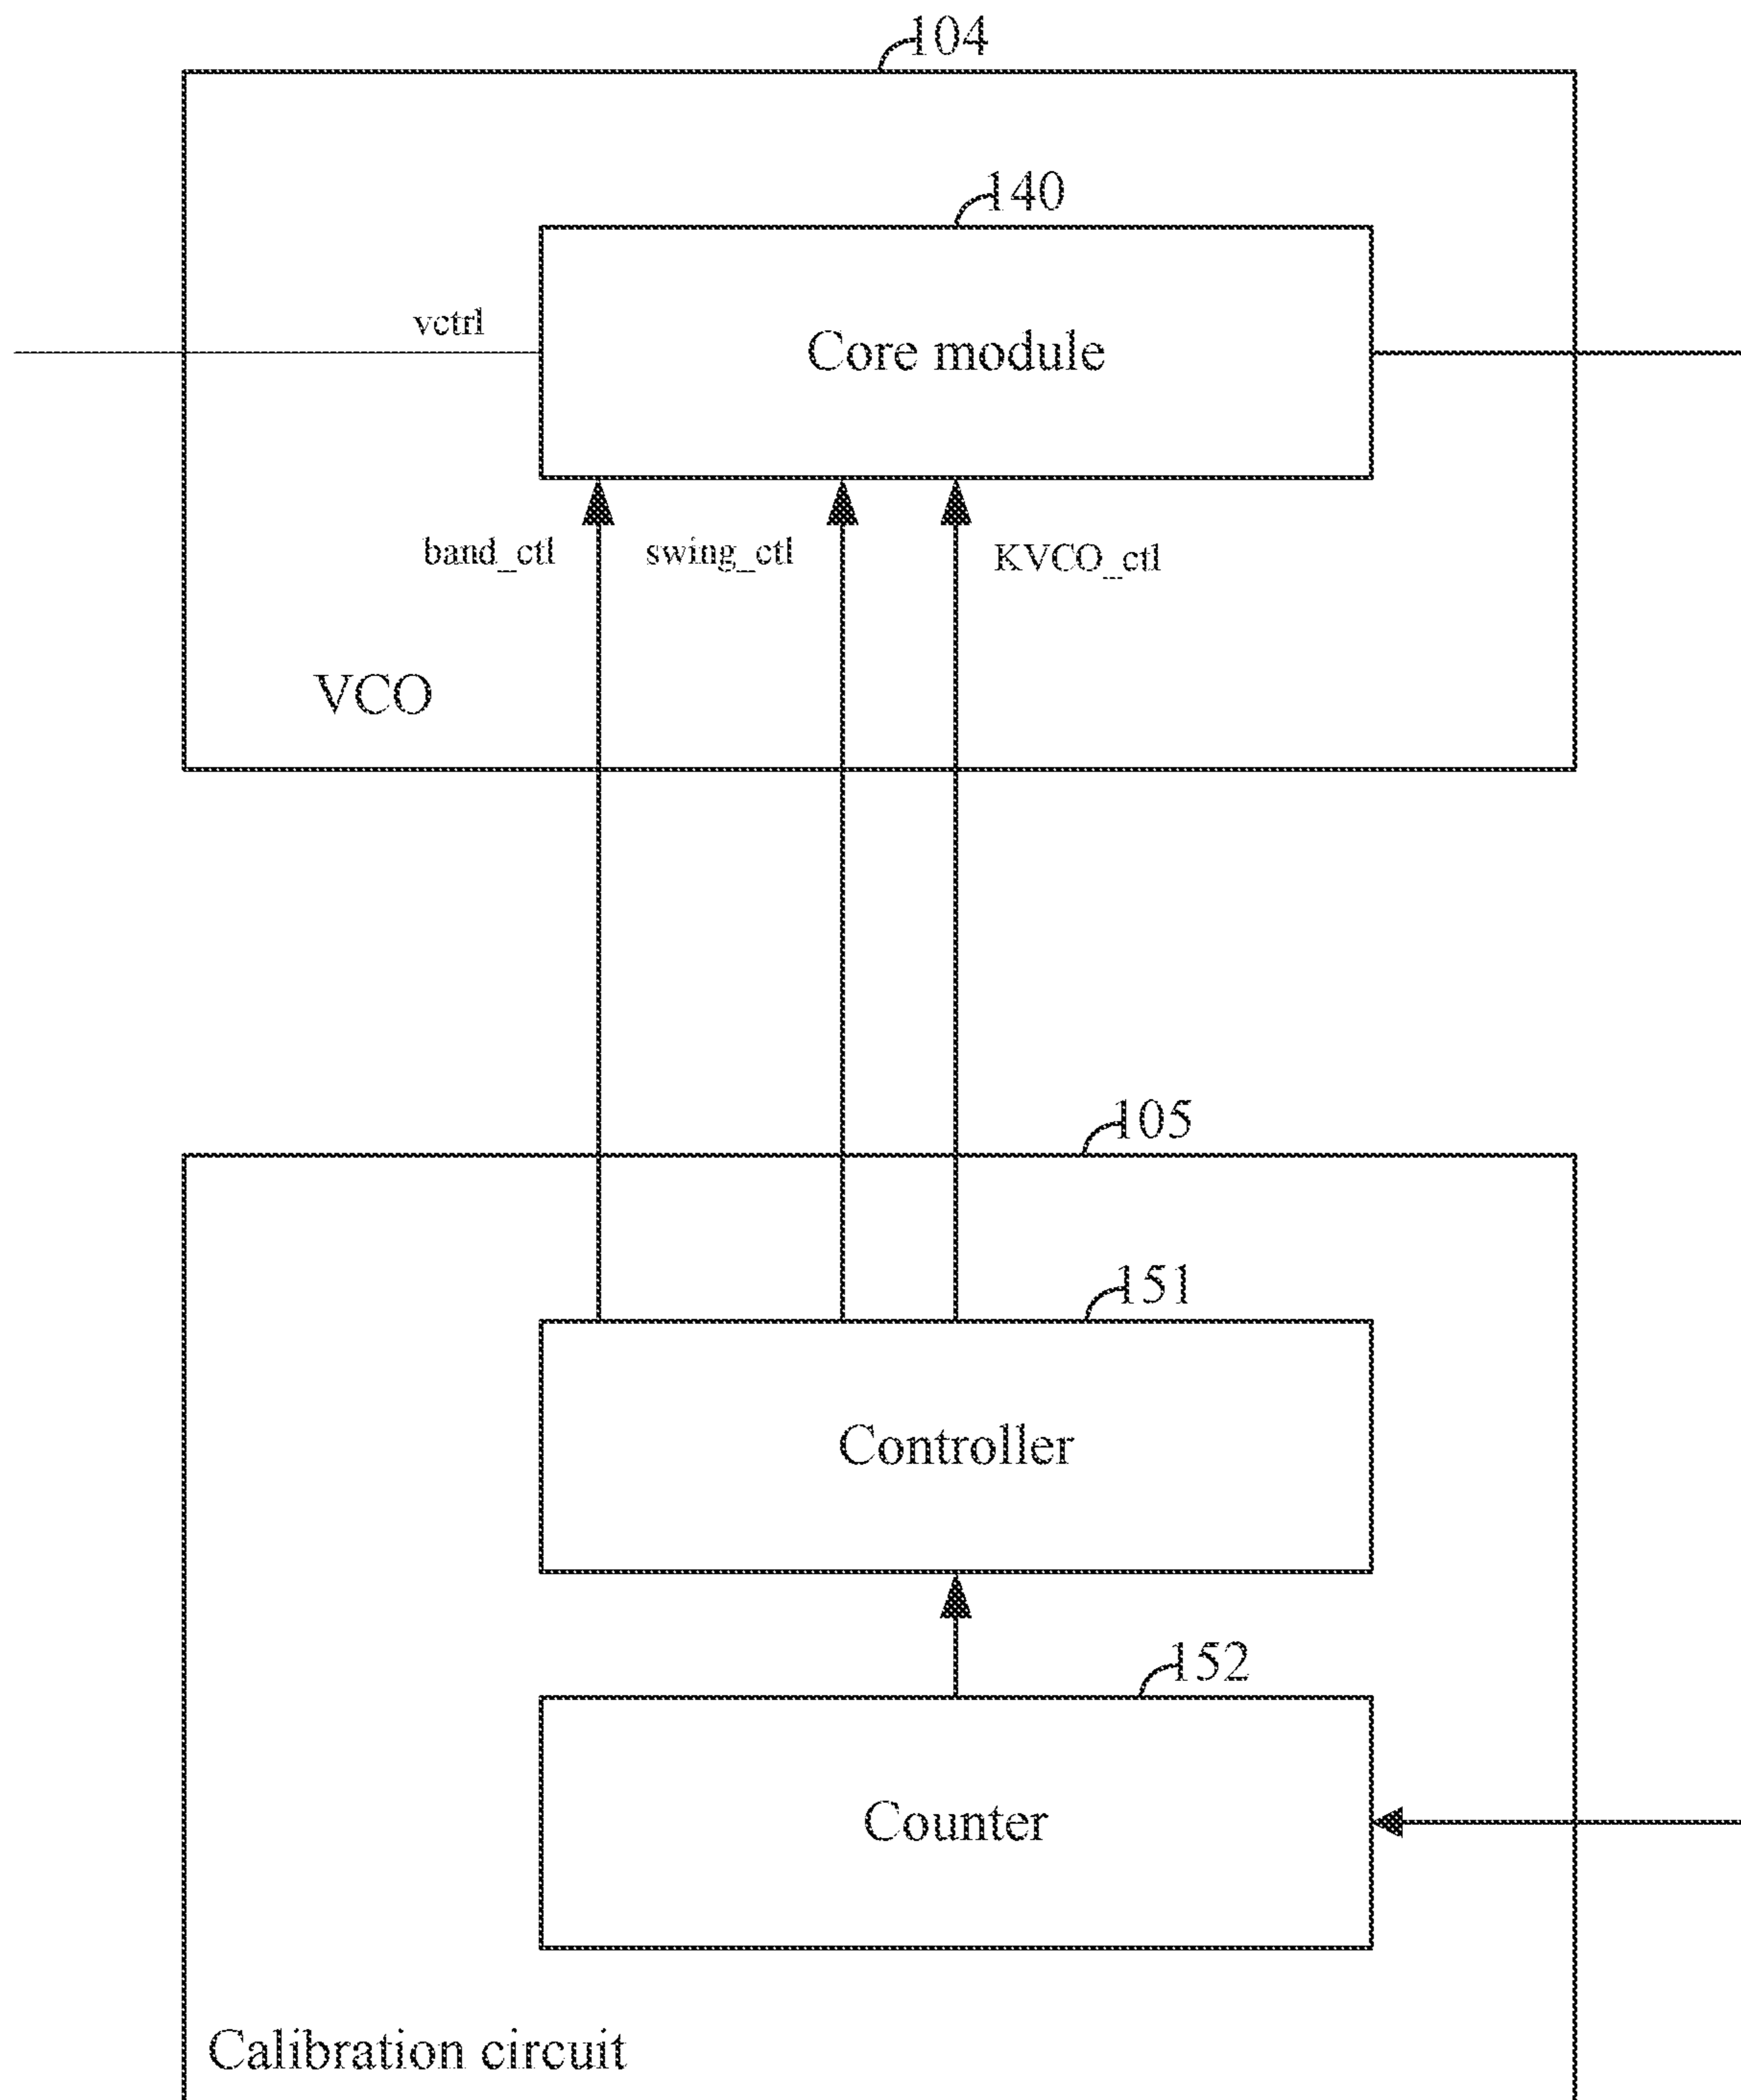 104
140
vctrl
Core module
band_ctl swing_ctl KVCO_ctl
VCO
105
151
Controller
152
Counter
Calibration circuit